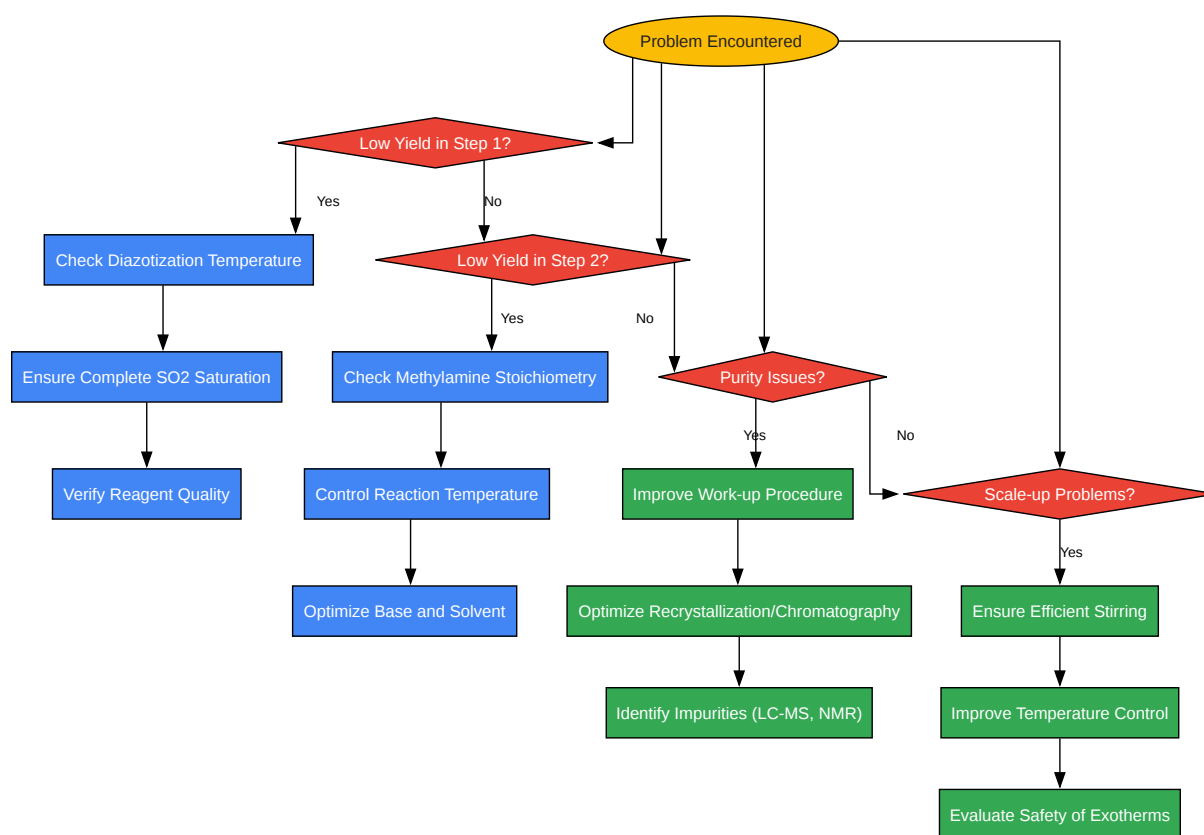 Problem Encountered
Low Yield in Step 1?
Yes
No
Check Diazotization Temperature
Low Yield in Step 2?
Yes
No
Ensure Complete SO2 Saturation
Check Methylamine Stoichiometry
Purity Issues?
Yes
No
Verify Reagent Quality
Control Reaction Temperature
Improve Work-up Procedure
Scale-up Problems?
Yes
Optimize Base and Solvent
Optimize Recrystallization/Chromatography
Ensure Efficient Stirring
Identify Impurities (LC-MS, NMR)
Improve Temperature Control
Evaluate Safety of Exotherms